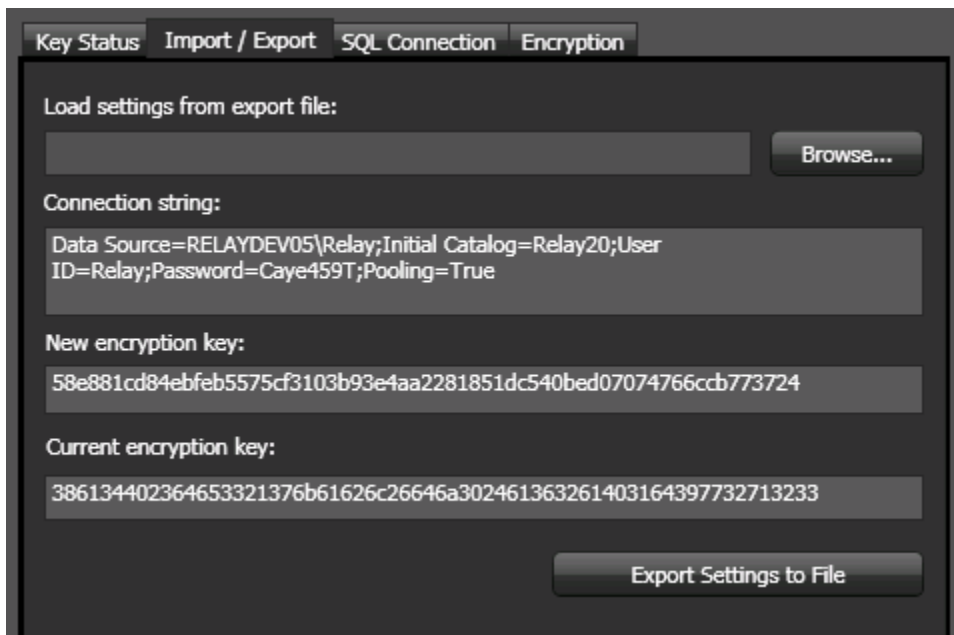 Key Status Import / Export SQL Connection Encryption
Load settings from export file:
Browse...
Connection string:
Data Source=RELAYDEV05\Relay;Initial Catalog=Relay20;User
ID=Relay;Password=Caye459T;Pooling=True
New encryption key:
58e881cd84ebfeb5575cf3103b93e4aa2281851dc540bed07074766ccb773724
Current encryption key:
386134402364653321376b61626c26646a302461363261403164397732713233
Export Settings to File